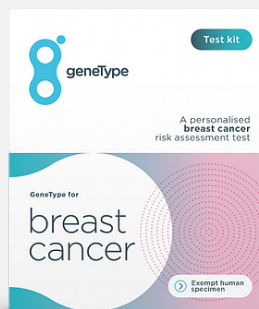 Test kit
geneType
A personalised
breast cancer
risk assessment test
GeneType for
breast
cancer
Exempt human
specimen